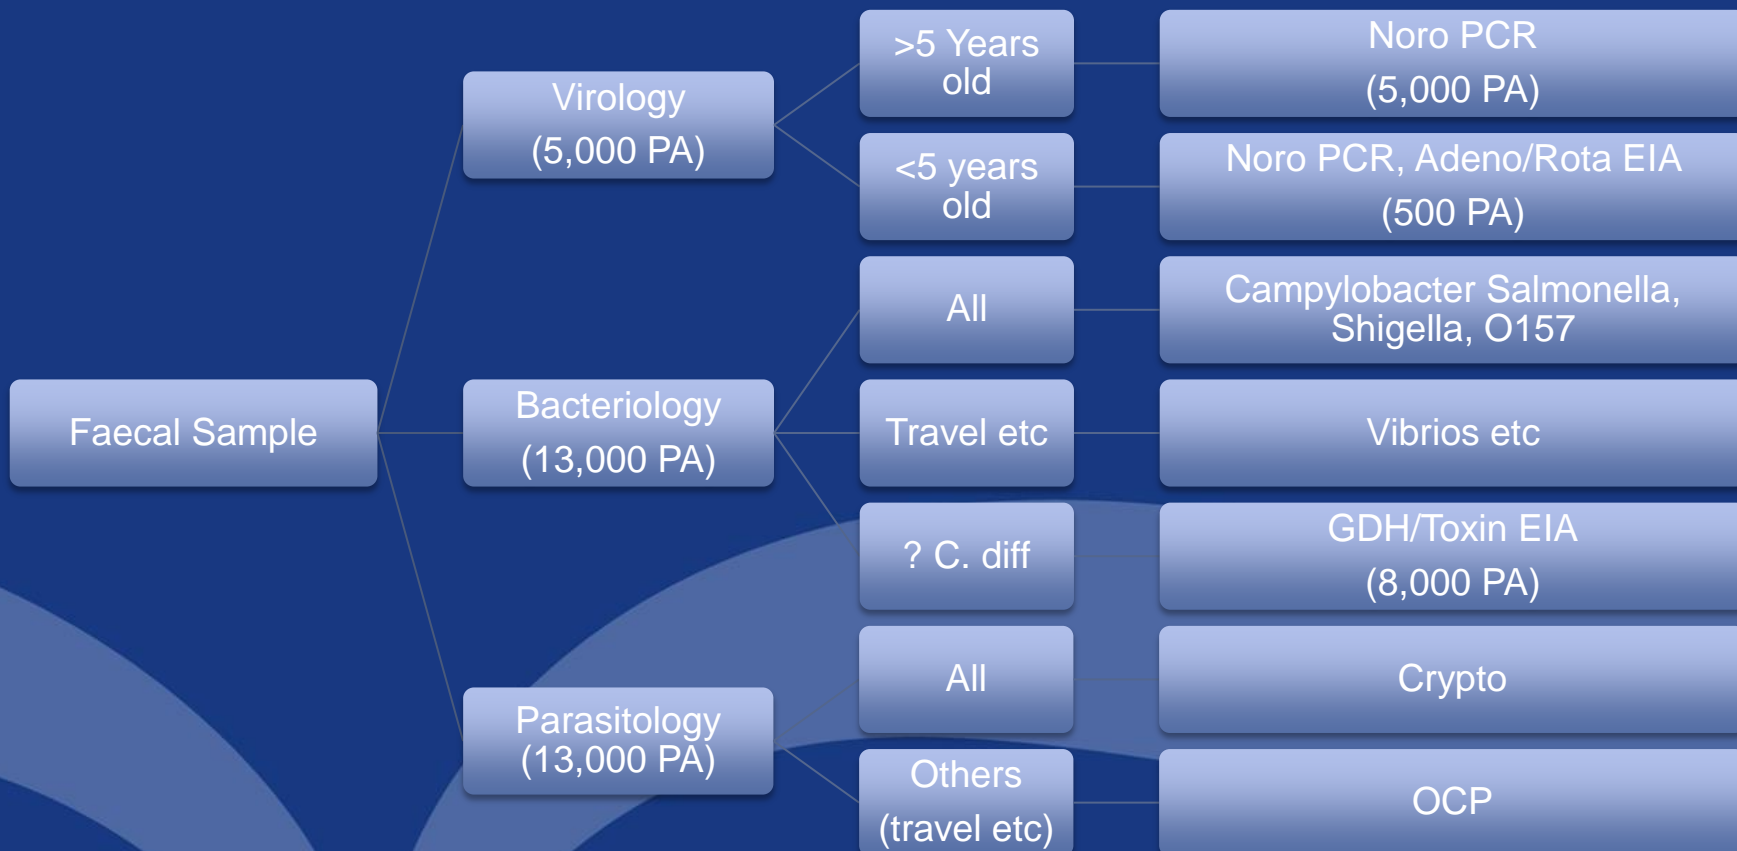 Faecal Sample
Virology
(5,000 PA)
>5 Years
old
Noro PCR
(5,000 PA)
<5 years
old
Noro PCR, Adeno/Rota EIA
(500 PA)
Bacteriology
(13,000 PA)
All
Campylobacter Salmonella,
Shigella, O157
Travel etc
Vibrios etc
? C. diff
GDH/Toxin EIA
(8,000 PA)
Parasitology
(13,000 PA)
All
Crypto
Others
(travel etc)
OCP